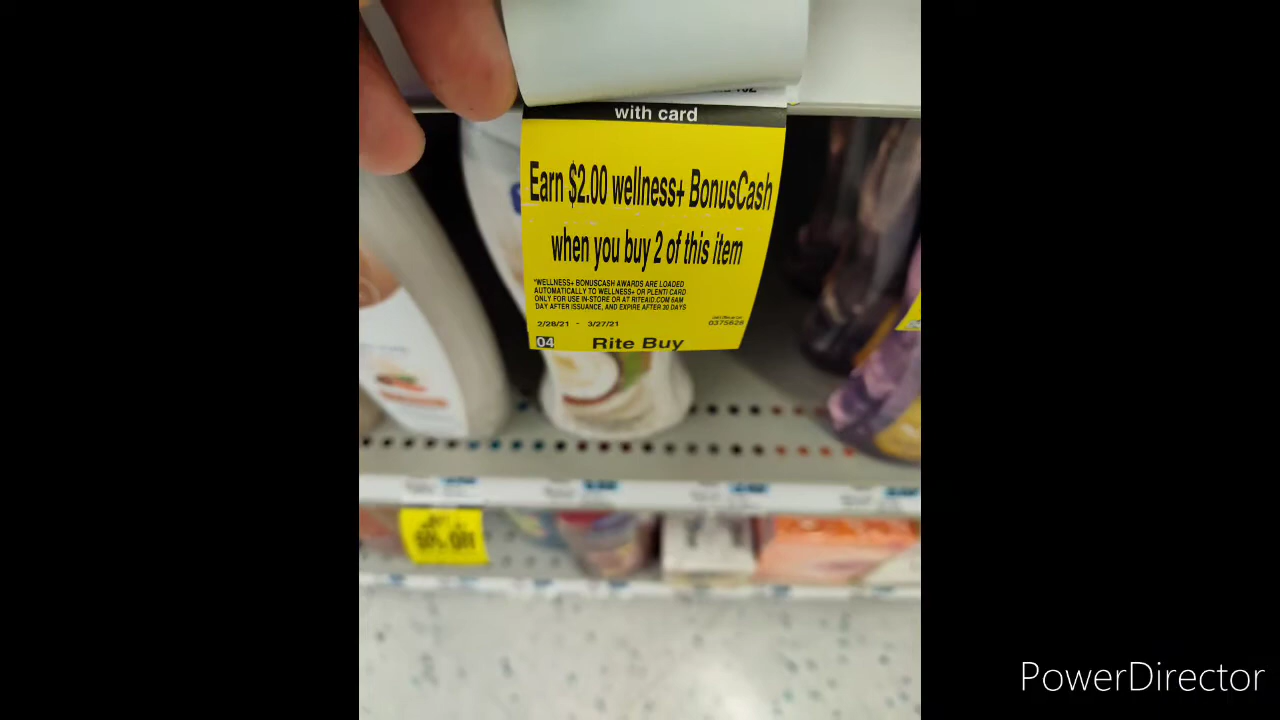 with card
Earn $2.00 wellness+ BonusCash
when you buy 2 of this item
*WELLNESS+ BONUSCASH AWARDS ARE LOADED
AUTOMATICALLY TO WELLNESS+ OR PLENTI CARD
ONLY FOR USE IN-STORE OR AT RITEAID.COM 6AM
DAY AFTER ISSUANCE, AND EXPIRE AFTER 30 DAYS
2/28/21 - 3/27/21
0375626
04 Rite Buy
PowerDirector